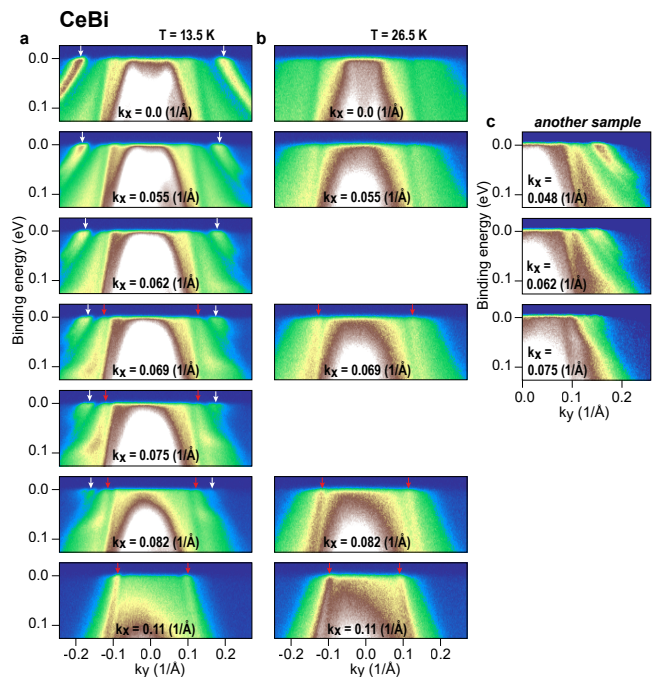 CeBi
a
T = 13.5 K
b
T = 26.5 K
0.0
0.1
kx = 0.0 (1/Å)
kx = 0.0 (1/Å)
c
another sample
0.0
0.1
kx = 0.055 (1/Å)
kx = 0.055 (1/Å)
0.0
0.1
kx =
0.048 (1/Å)
Binding energy (eV)
0.0
0.1
kx = 0.062 (1/Å)
Binding energy (eV)
0.0
0.1
kx =
0.062 (1/Å)
0.0
0.1
kx = 0.069 (1/Å)
kx = 0.069 (1/Å)
0.0
0.1
kx =
0.075 (1/Å)
0.0 0.1 0.2
ky (1/Å)
0.0
0.1
kx = 0.075 (1/Å)
0.0
0.1
kx = 0.082 (1/Å)
kx = 0.082 (1/Å)
0.0
0.1
kx = 0.11 (1/Å)
kx = 0.11 (1/Å)
-0.2 -0.1 0.0 0.1 0.2
ky (1/Å)
-0.2 -0.1 0.0 0.1 0.2
ky (1/Å)